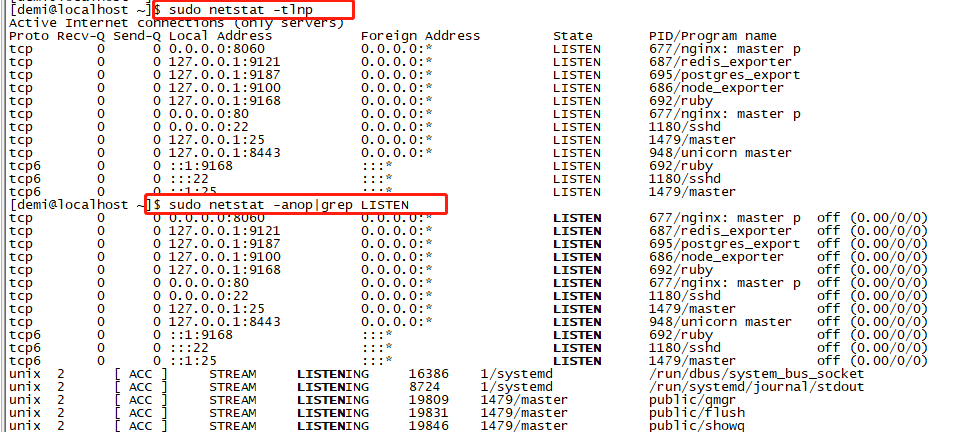 [demi@localhost ~]$ sudo netstat -tlnp
Active Internet connections (only servers)
Proto Recv-Q Send-Q Local Address Foreign Address State PID/Program name
tcp 0 0 0.0.0.0:8060 0.0.0.0:* LISTEN 677/nginx: master p
tcp 0 0 127.0.0.1:9121 0.0.0.0:* LISTEN 687/redis_exporter
tcp 0 0 127.0.0.1:9187 0.0.0.0:* LISTEN 695/postgres_export
tcp 0 0 127.0.0.1:9100 0.0.0.0:* LISTEN 686/node_exporter
tcp 0 0 127.0.0.1:9168 0.0.0.0:* LISTEN 692/ruby
tcp 0 0 0.0.0.0:80 0.0.0.0:* LISTEN 677/nginx: master p
tcp 0 0 0.0.0.0:22 0.0.0.0:* LISTEN 1180/sshd
tcp 0 0 127.0.0.1:25 0.0.0.0:* LISTEN 1479/master
tcp 0 0 127.0.0.1:8443 0.0.0.0:* LISTEN 948/unicorn master
tcp6 0 0 ::1:9168 :::* LISTEN 692/ruby
tcp6 0 0 :::22 :::* LISTEN 1180/sshd
tcp6 0 0 ::1:25 :::* LISTEN 1479/master
[demi@localhost ~]$ sudo netstat -anop|grep LISTEN
tcp 0 0 0.0.0.0:8060 0.0.0.0:* LISTEN 677/nginx: master p off (0.00/0/0)
tcp 0 0 127.0.0.1:9121 0.0.0.0:* LISTEN 687/redis_exporter off (0.00/0/0)
tcp 0 0 127.0.0.1:9187 0.0.0.0:* LISTEN 695/postgres_export off (0.00/0/0)
tcp 0 0 127.0.0.1:9100 0.0.0.0:* LISTEN 686/node_exporter off (0.00/0/0)
tcp 0 0 127.0.0.1:9168 0.0.0.0:* LISTEN 692/ruby off (0.00/0/0)
tcp 0 0 0.0.0.0:80 0.0.0.0:* LISTEN 677/nginx: master p off (0.00/0/0)
tcp 0 0 0.0.0.0:22 0.0.0.0:* LISTEN 1180/sshd off (0.00/0/0)
tcp 0 0 127.0.0.1:25 0.0.0.0:* LISTEN 1479/master off (0.00/0/0)
tcp 0 0 127.0.0.1:8443 0.0.0.0:* LISTEN 948/unicorn master off (0.00/0/0)
tcp6 0 0 ::1:9168 :::* LISTEN 692/ruby off (0.00/0/0)
tcp6 0 0 :::22 :::* LISTEN 1180/sshd off (0.00/0/0)
tcp6 0 0 ::1:25 :::* LISTEN 1479/master off (0.00/0/0)
unix 2 [ ACC ] STREAM LISTENING 16386 1/systemd /run/dbus/system_bus_socket
unix 2 [ ACC ] STREAM LISTENING 8724 1/systemd /run/systemd/journal/stdout
unix 2 [ ACC ] STREAM LISTENING 19809 1479/master public/qmgr
unix 2 [ ACC ] STREAM LISTENING 19831 1479/master public/flush
unix 2 [ ACC ] STREAM LISTENING 19846 1479/master public/showq